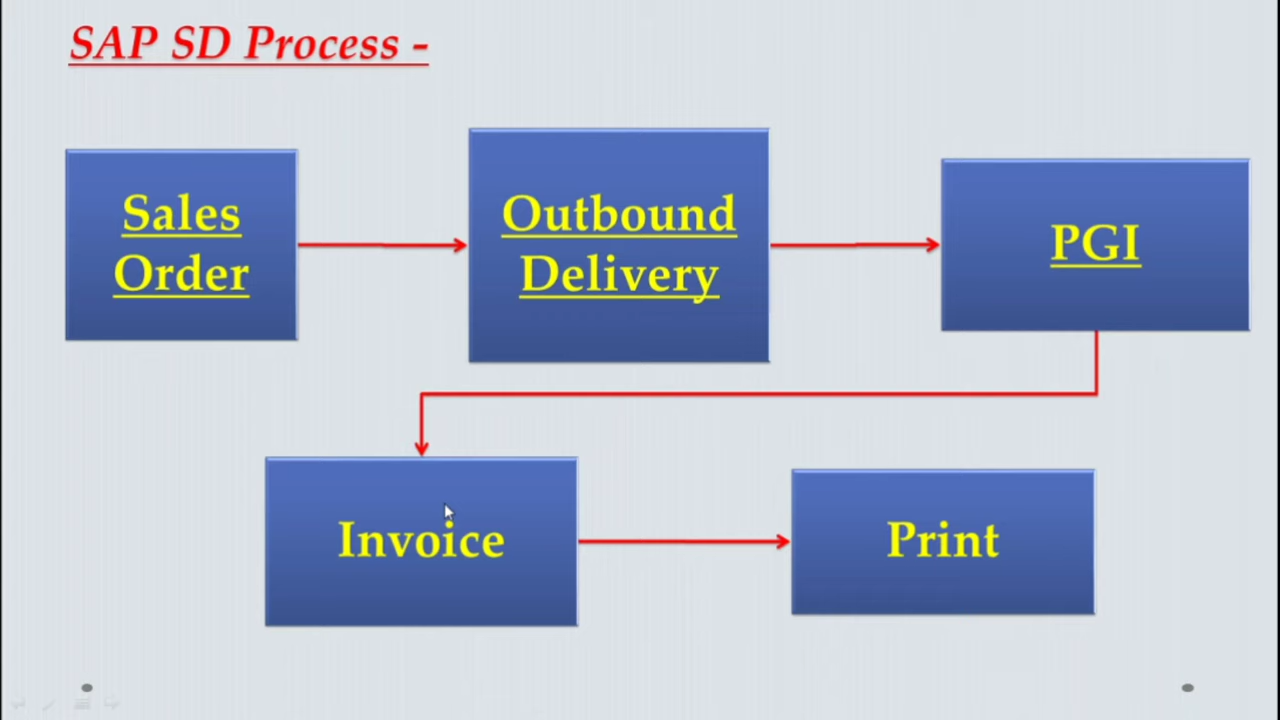 SAP SD Process -
Sales
Order
Outbound
Delivery
PGI
Invoice
Print